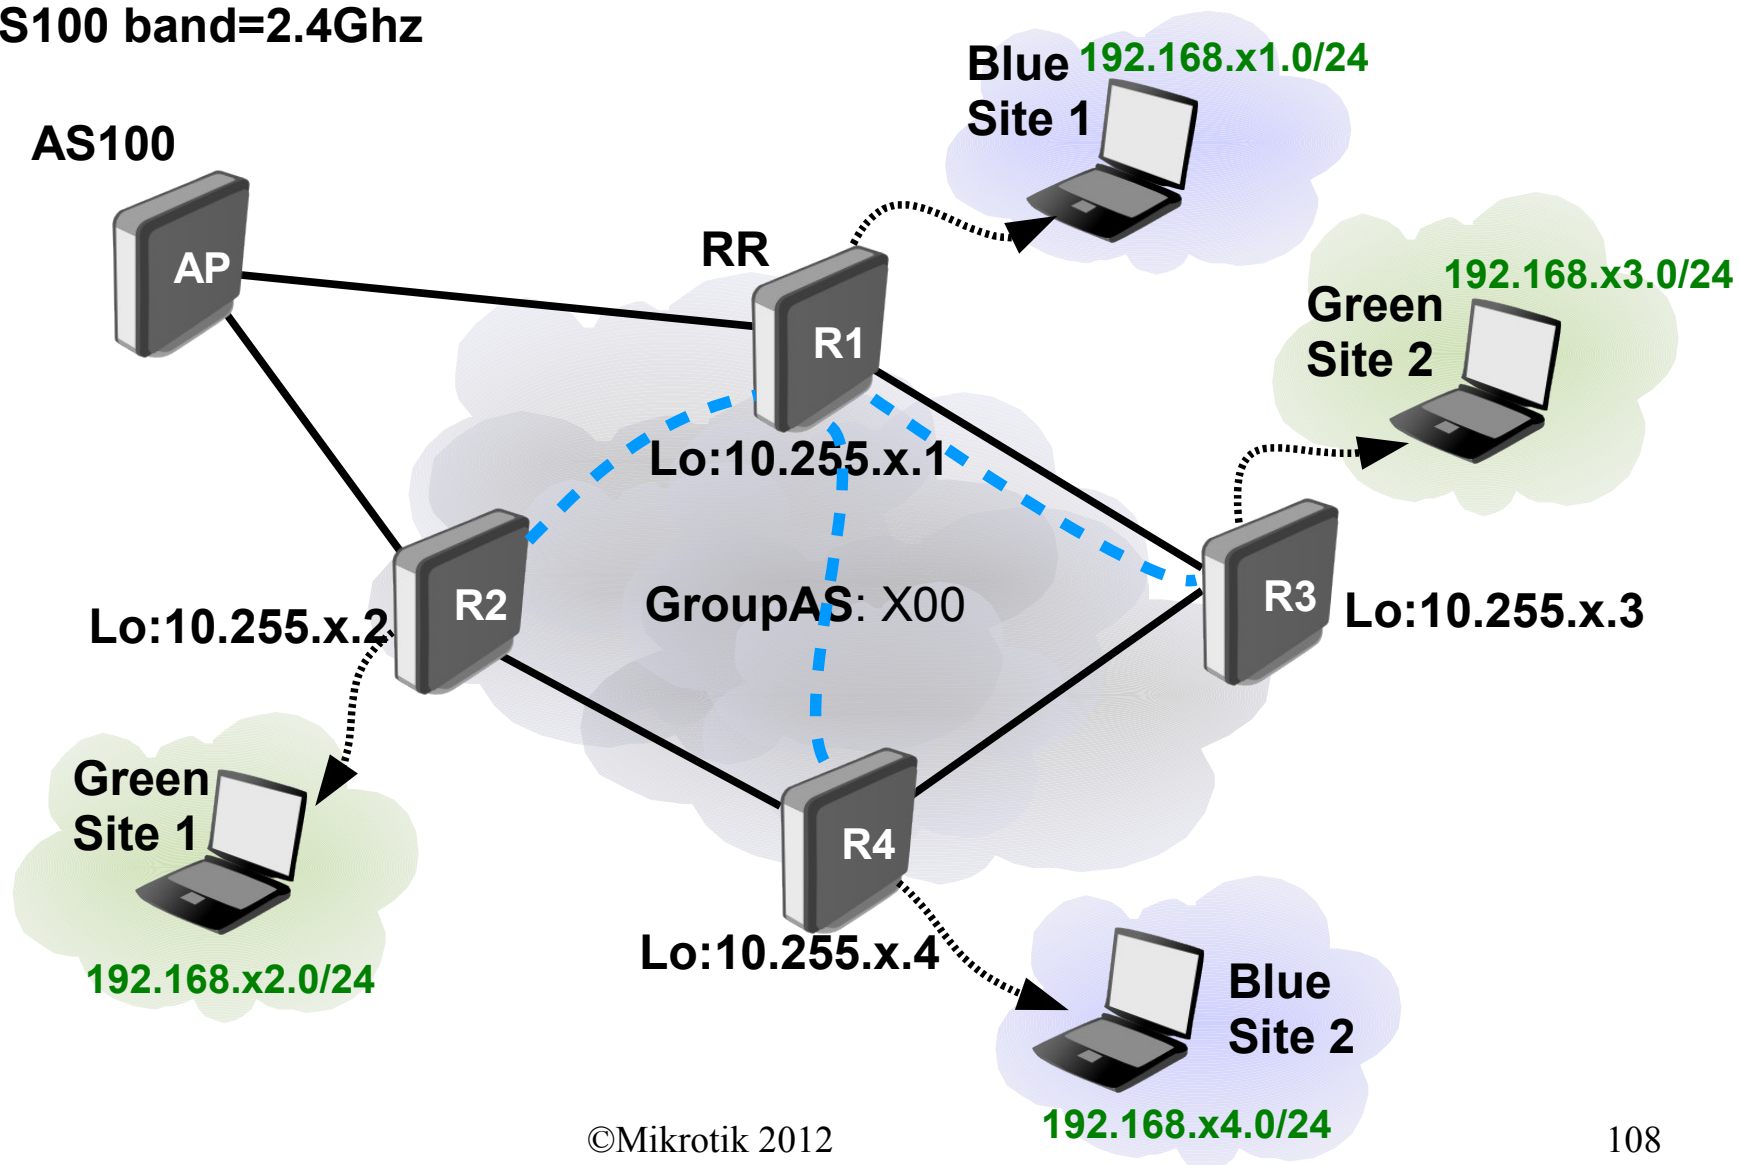 S100 band=2.4Ghz
AS100
AP
RR
R1
Lo:10.255.x.1
Blue
Site 1
192.168.x1.0/24
192.168.x3.0/24
Green
Site 2
R2
Lo:10.255.x.2
GroupAS: X00
R3
Lo:10.255.x.3
Green
Site 1
192.168.x2.0/24
R4
Lo:10.255.x.4
Blue
Site 2
192.168.x4.0/24
©Mikrotik 2012
108